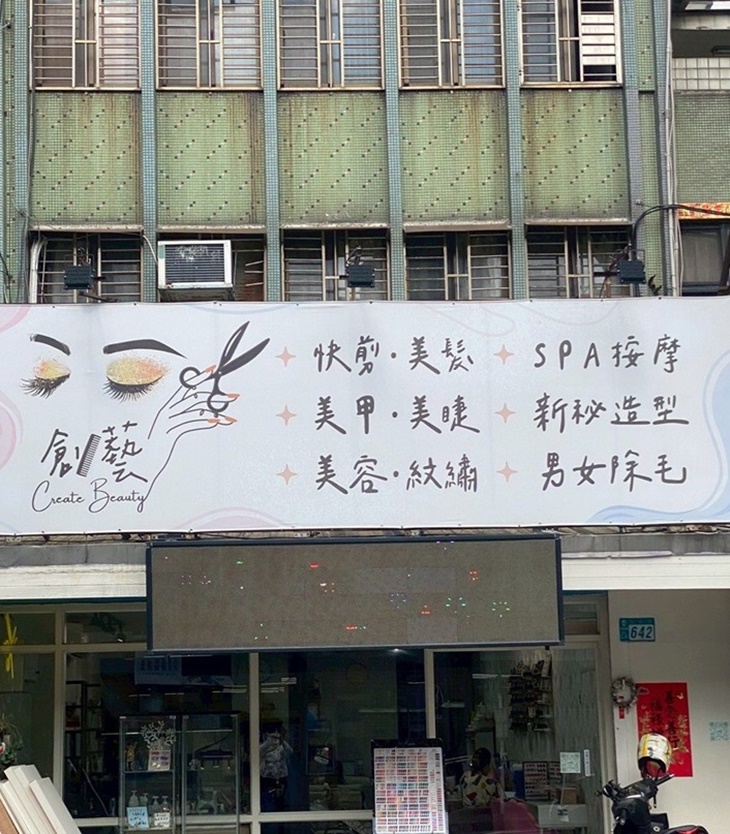 創藝
Create Beauty
快剪·美髮
美甲·美睫
美容·紋繡
SPA按摩
新秘造型
男女除毛
642